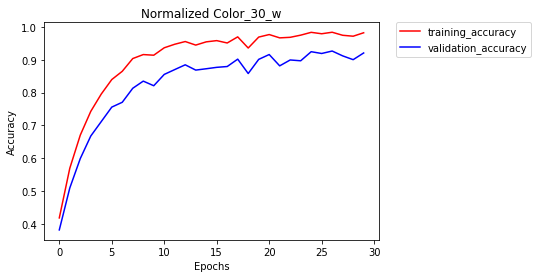 Normalized Color_30_w
training_accuracy
validation_accuracy
Accuracy
1.0
0.9
0.8
0.7
0.6
0.5
0.4
0 5 10 15 20 25 30
Epochs